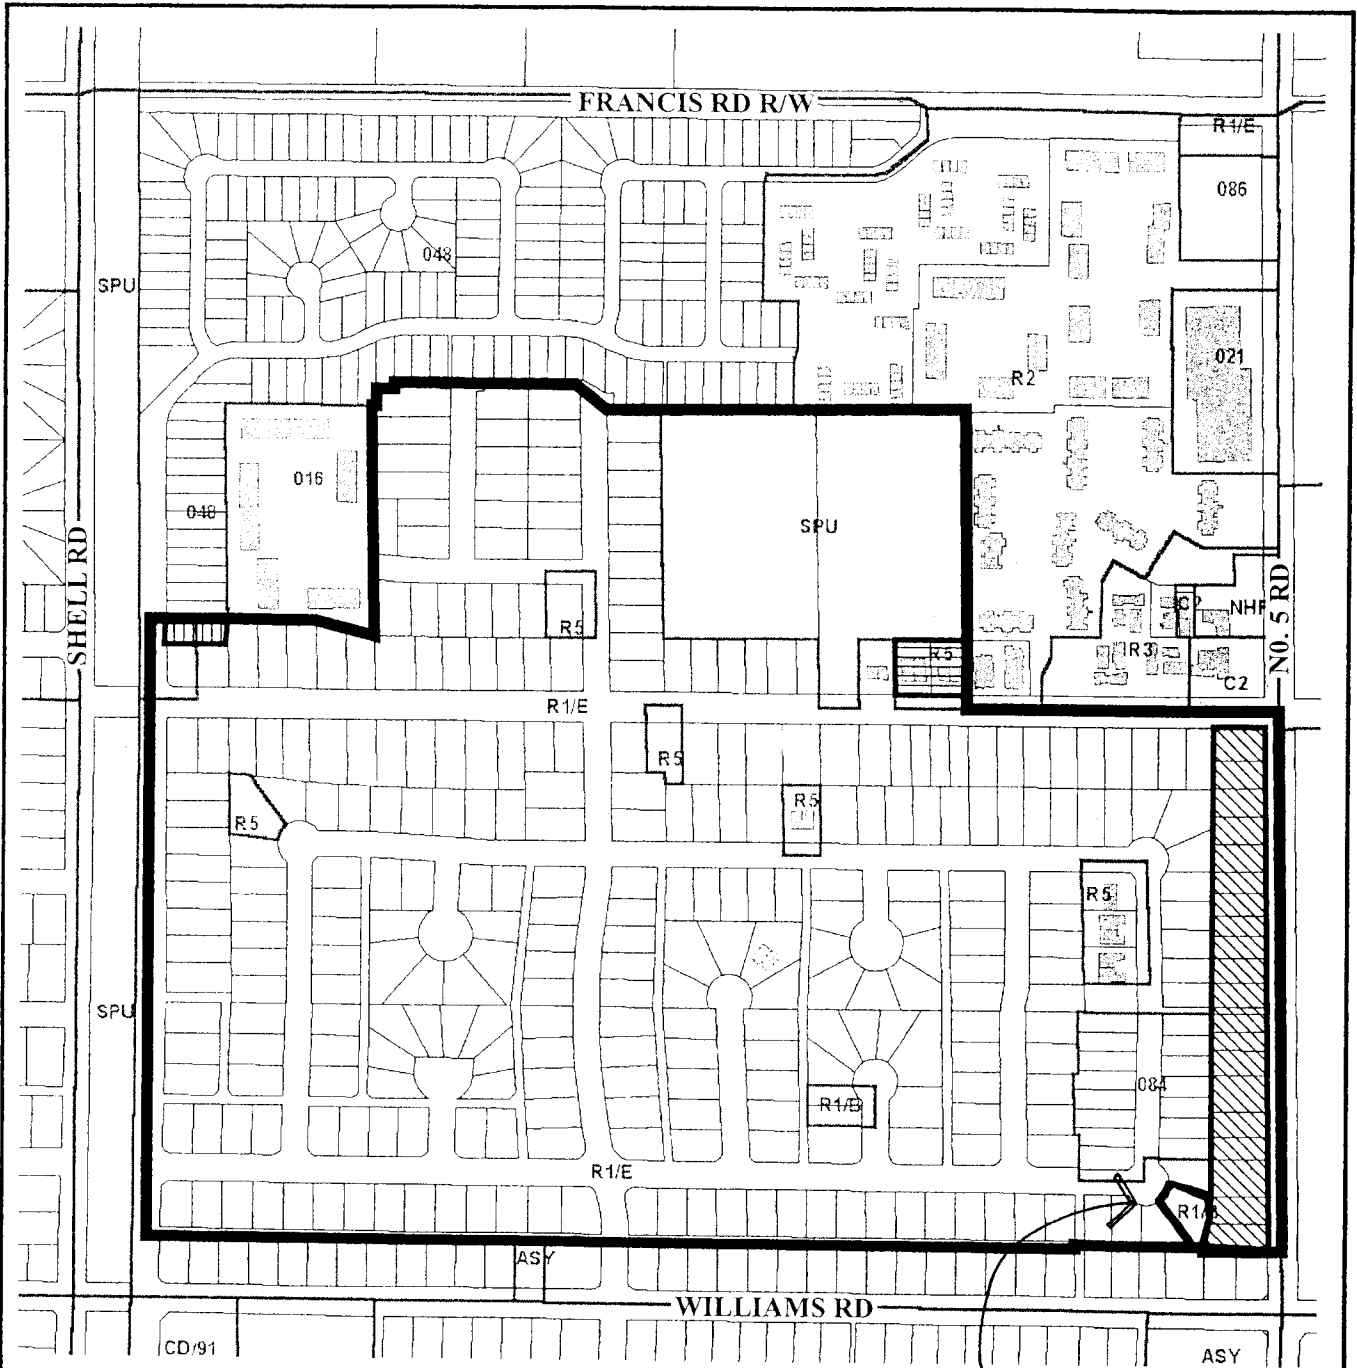 FRANCIS RD R/W
R1/E
086
048
SPU
021
R2
016
SPU
048
SHELL RD
NO. 5 RD
C2
NHF
R5
R5
R3
C2
R1/E
R5
R5
R5
R5
SPU
084
R1/B
R1/E
ASY
WILLIAMS RD
CD/91
ASY